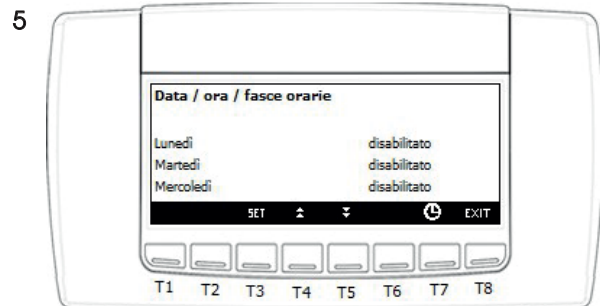 5
Data / ora / fasce orarie
Lunedì disabilitato
Martedì disabilitato
Mercoledì disabilitato
SET EXIT
T1 T2 T3 T4 T5 T6 T7 T8